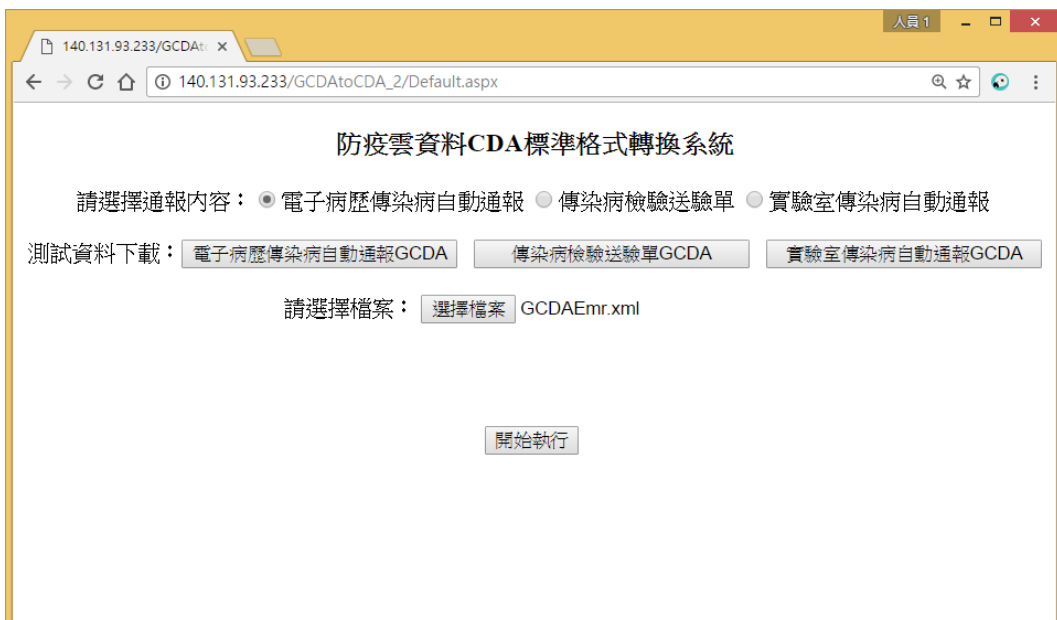 人員 1
140.131.93.233/GCDAt
140.131.93.233/GCDAtoCDA_2/Default.aspx
防疫雲資料CDA標準格式轉換系統
請選擇通報内容： 電子病歷傳染病自動通報 傳染病檢驗送驗單 實驗室傳染病自動通報
測試資料下載： 電子病歷傳染病自動通報GCDA 傳染病檢驗送驗單GCDA 實驗室傳染病自動通報GCDA
請選擇檔案： 選擇檔案 GCDAEmr.xml
開始執行